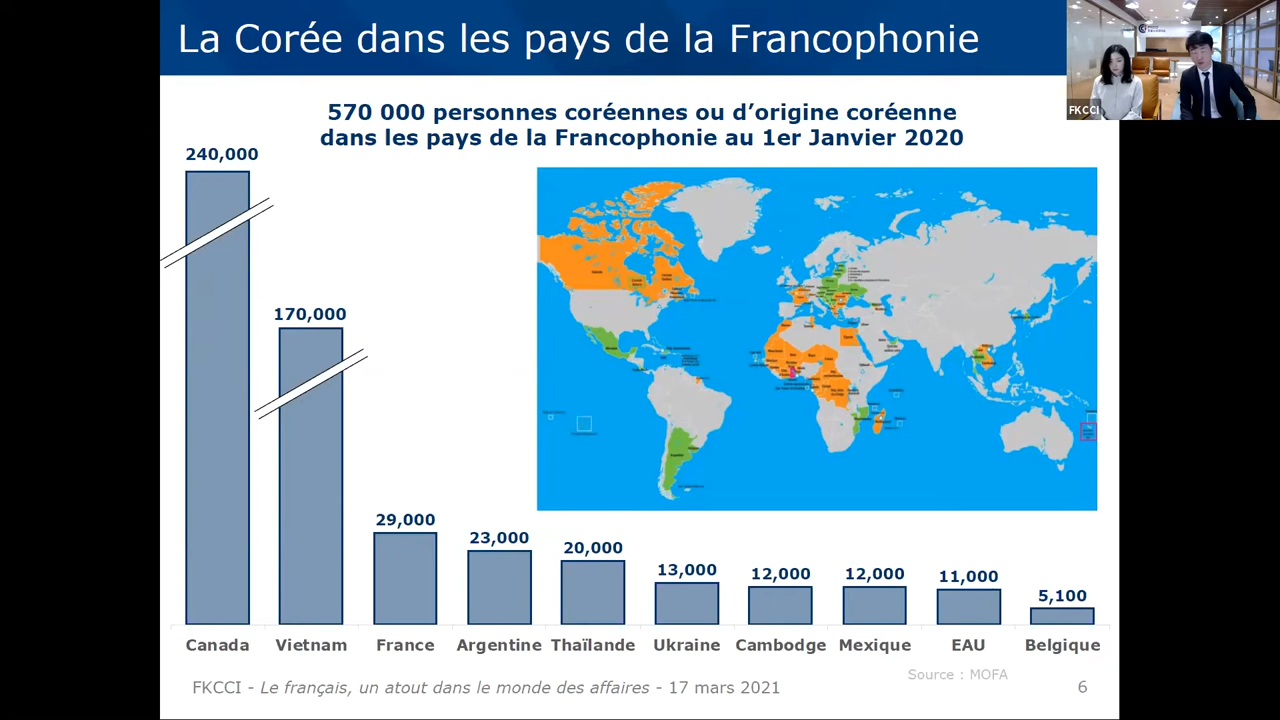 La Corée dans les pays de la Francophonie
FKCCI
570 000 personnes coréennes ou d’origine coréenne
dans les pays de la Francophonie au 1er Janvier 2020
240,000
170,000
29,000
23,000
20,000
13,000
12,000
12,000
11,000
5,100
Canada
Vietnam
France
Argentine
Thaïlande
Ukraine
Cambodge
Mexique
EAU
Belgique
Source : MOFA
FKCCI - Le français, un atout dans le monde des affaires - 17 mars 2021
6